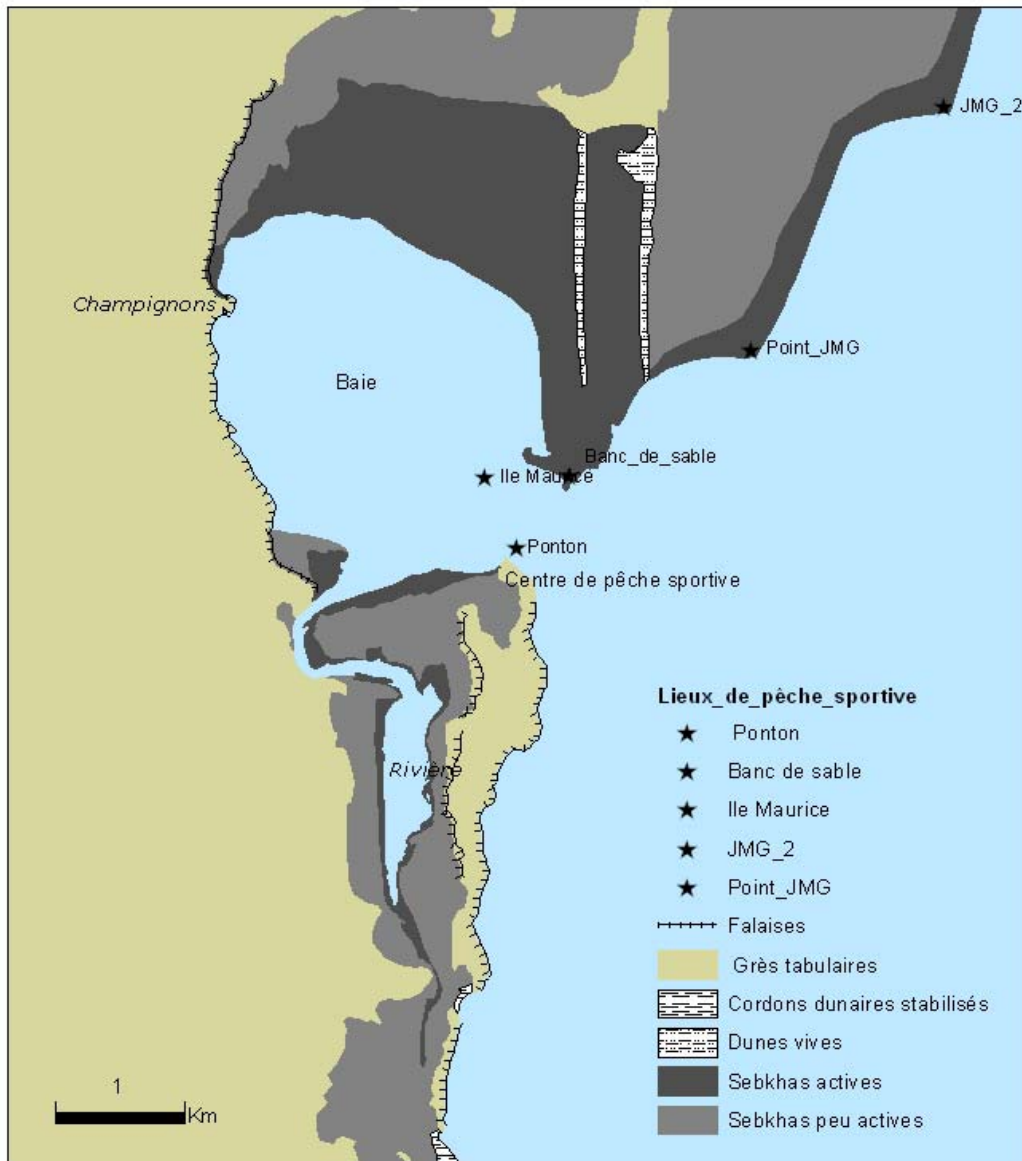 JMG_2
Champignons
Point_JMG
Baie
Banc_de_sable
Ile Maurice
Ponton
Centre de pêche sportive
Rivière
Lieux_de_pêche_sportive
Ponton
Banc de sable
Ile Maurice
JMG_2
Point_JMG
Falaises
Grès tabulaires
Cordons dunaires stabilisés
Dunes vives
Sebkhas actives
Sebkhas peu actives
1
Km